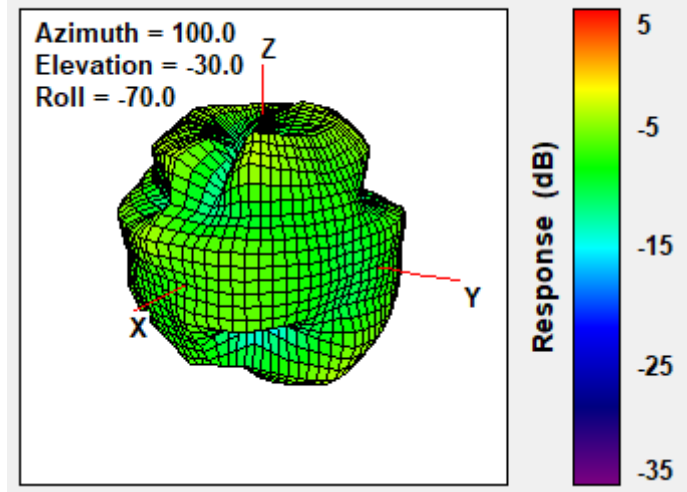 Azimuth = 100.0
Elevation = -30.0
Roll = -70.0
Z
X
Y
Response (dB)
5
-5
-15
-25
-35